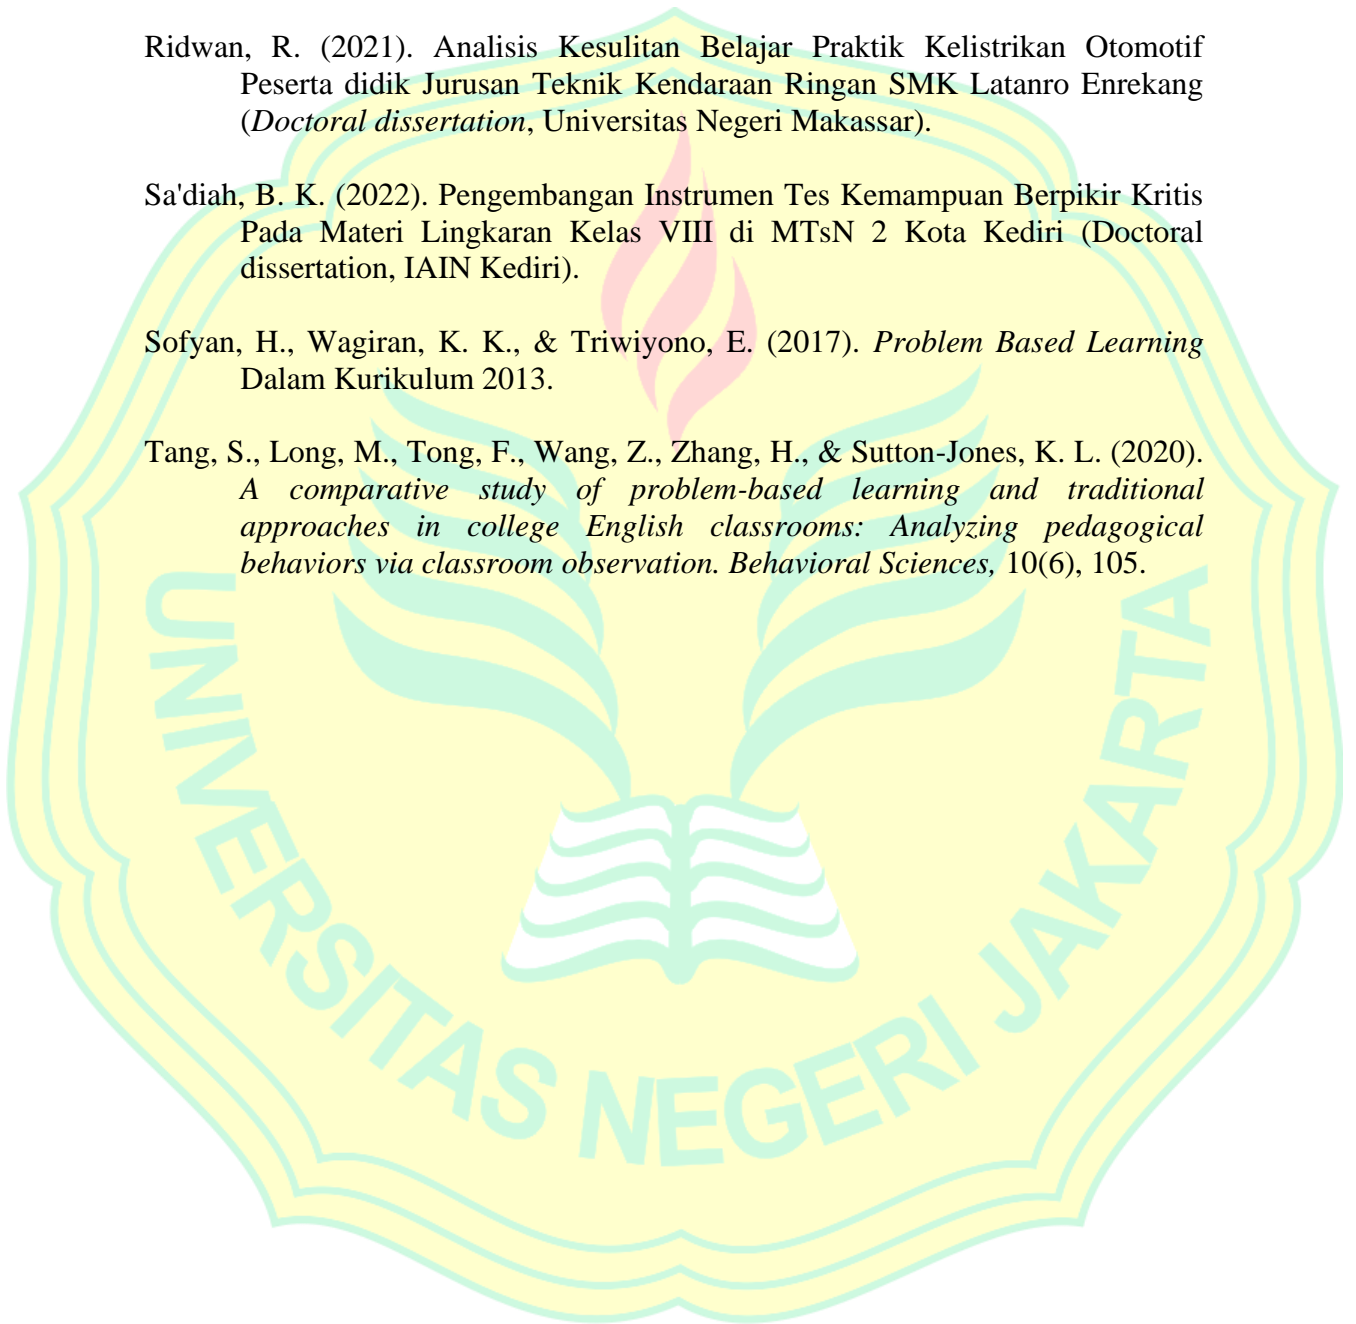 Ridwan, R. (2021). Analisis Kesulitan Belajar Praktik Kelistrikan Otomotif
Peserta didik Jurusan Teknik Kendaraan Ringan SMK Latanro Enrekang
(Doctoral dissertation, Universitas Negeri Makassar).
Sa'diah, B. K. (2022). Pengembangan Instrumen Tes Kemampuan Berpikir Kritis
Pada Materi Lingkaran Kelas VIII di MTsN 2 Kota Kediri (Doctoral
dissertation, IAIN Kediri).
Sofyan, H., Wagiran, K. K., & Triwiyono, E. (2017). Problem Based Learning
Dalam Kurikulum 2013.
Tang, S., Long, M., Tong, F., Wang, Z., Zhang, H., & Sutton-Jones, K. L. (2020).
A comparative study of problem-based learning and traditional
approaches in college English classrooms: Analyzing pedagogical
behaviors via classroom observation. Behavioral Sciences, 10(6), 105.
UNIVERSITAS NEGERI JAKARTA